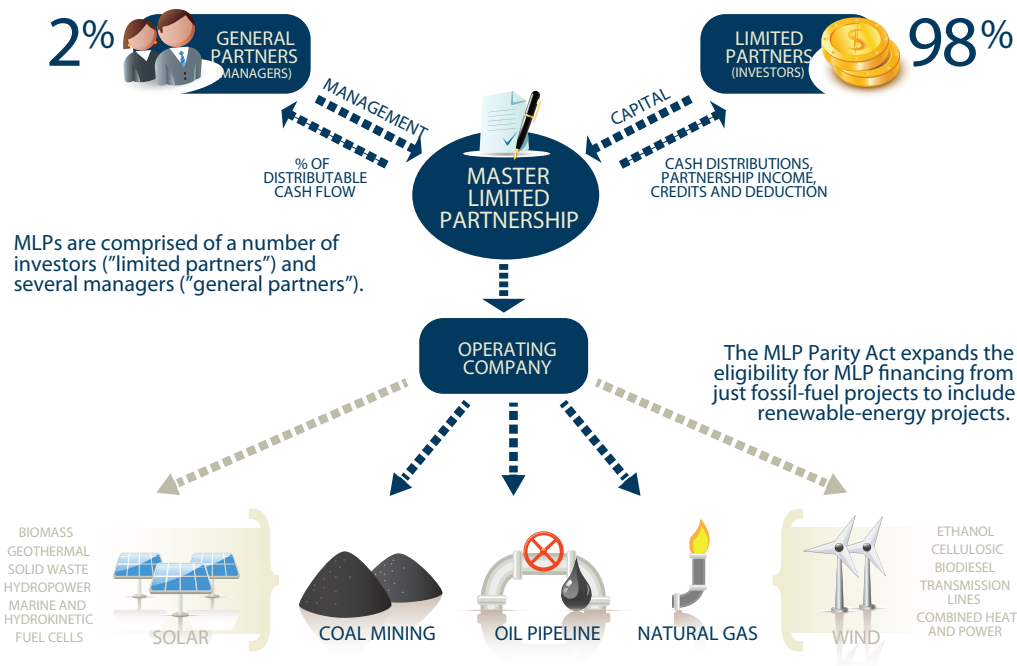 2%
GENERAL
PARTNERS
(MANAGERS)
LIMITED
PARTNERS
(INVESTORS)
98%
MANAGEMENT
CAPITAL
% OF
DISTRIBUTABLE
CASH FLOW
MASTER
LIMITED
PARTNERSHIP
CASH DISTRIBUTIONS,
PARTNERSHIP INCOME,
CREDITS AND DEDUCTION
MLPs are comprised of a number of
investors ("limited partners") and
several managers ("general partners").
OPERATING
COMPANY
The MLP Parity Act expands the
eligibility for MLP financing from
just fossil-fuel projects to include
renewable-energy projects.
BIOMASS
GEOTHERMAL
SOLID WASTE
HYDROPOWER
MARINE AND
HYDROKINETIC
FUEL CELLS
SOLAR
COAL MINING
OIL PIPELINE
NATURAL GAS
WIND
ETHANOL
CELLULOSIC
BIODIESEL
TRANSMISSION
LINES
COMBINED HEAT
AND POWER